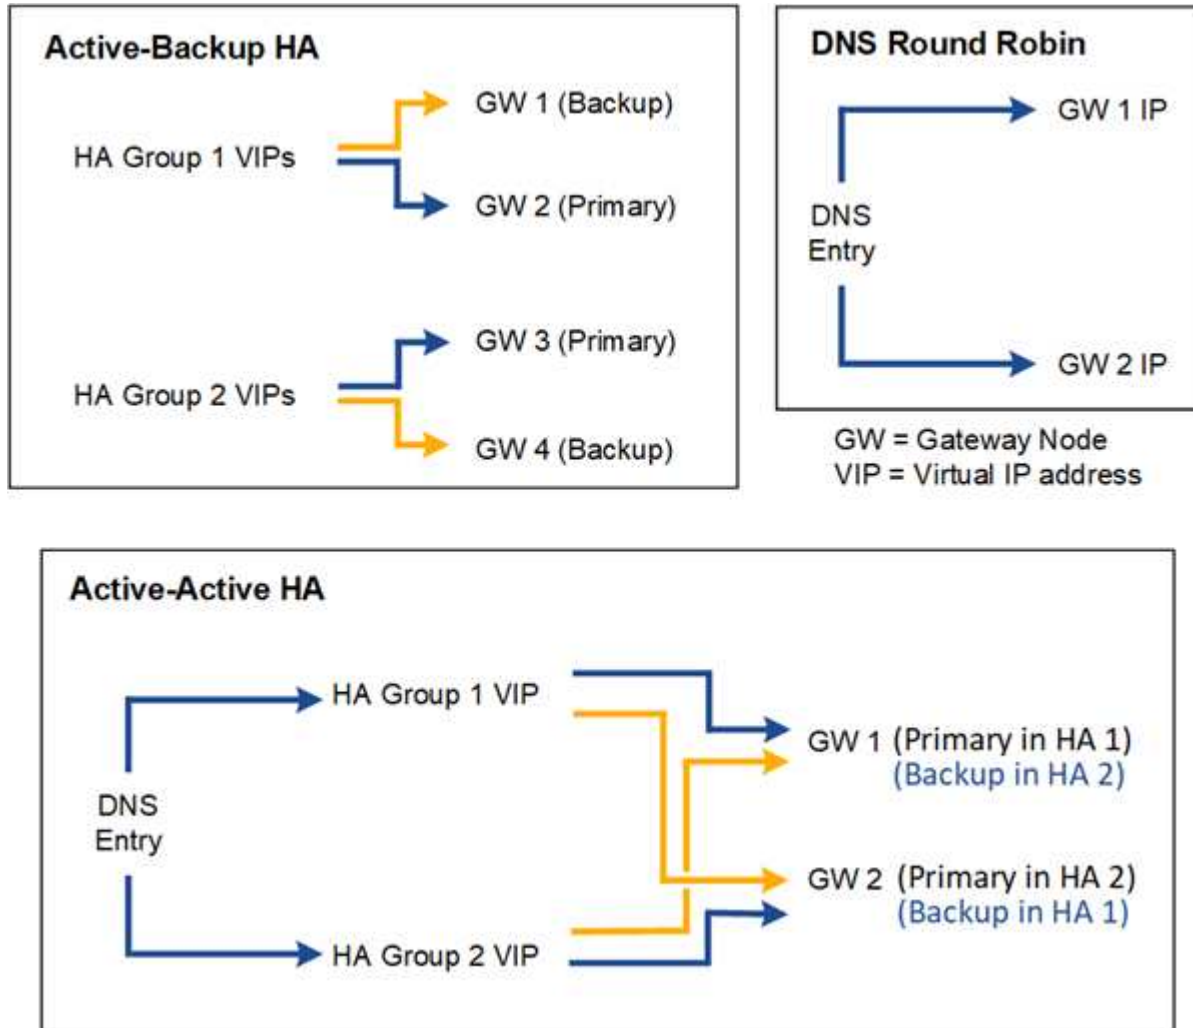 Active-Backup HA
GW 1 (Backup)
HA Group 1 VIPs
GW 2 (Primary)
GW 3 (Primary)
HA Group 2 VIPs
GW 4 (Backup)
DNS Round Robin
GW 1 IP
DNS
Entry
GW 2 IP
GW = Gateway Node
VIP = Virtual IP address
Active-Active HA
HA Group 1 VIP
GW 1 (Primary in HA 1)
(Backup in HA 2)
DNS
Entry
GW 2 (Primary in HA 2)
(Backup in HA 1)
HA Group 2 VIP